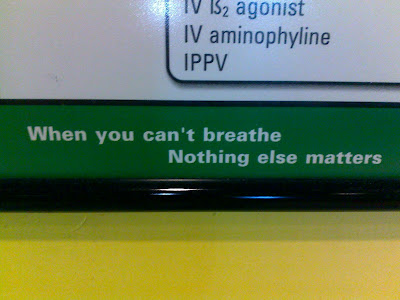 IV ß₂ agonist
IV aminophyline
IPPV
When you can't breathe
Nothing else matters